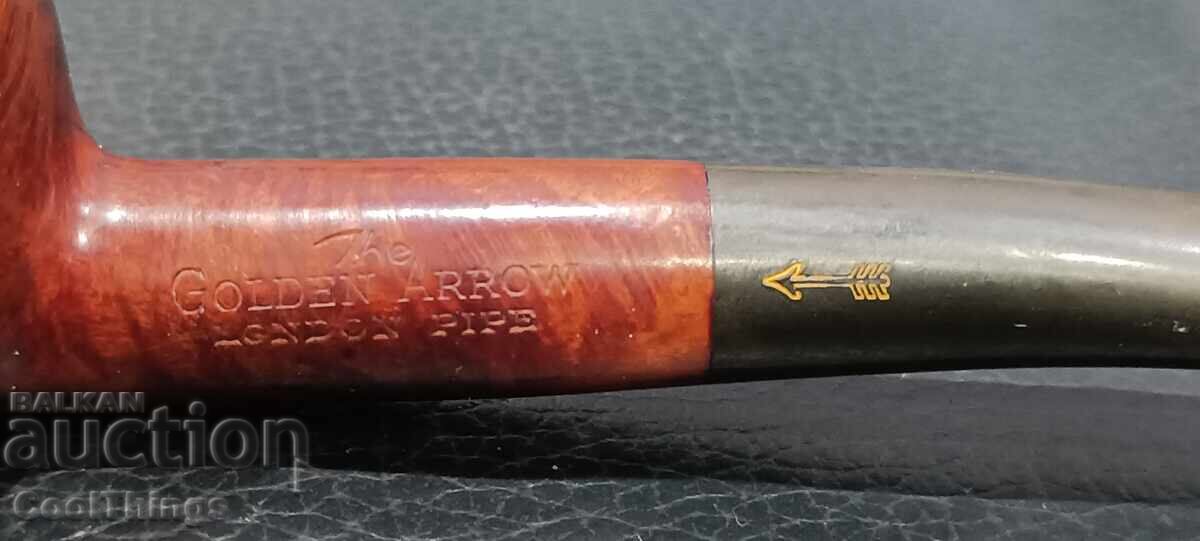 The
GOLDEN ARROW
LONDON PIPE
BALKAN
auction
CoolThings